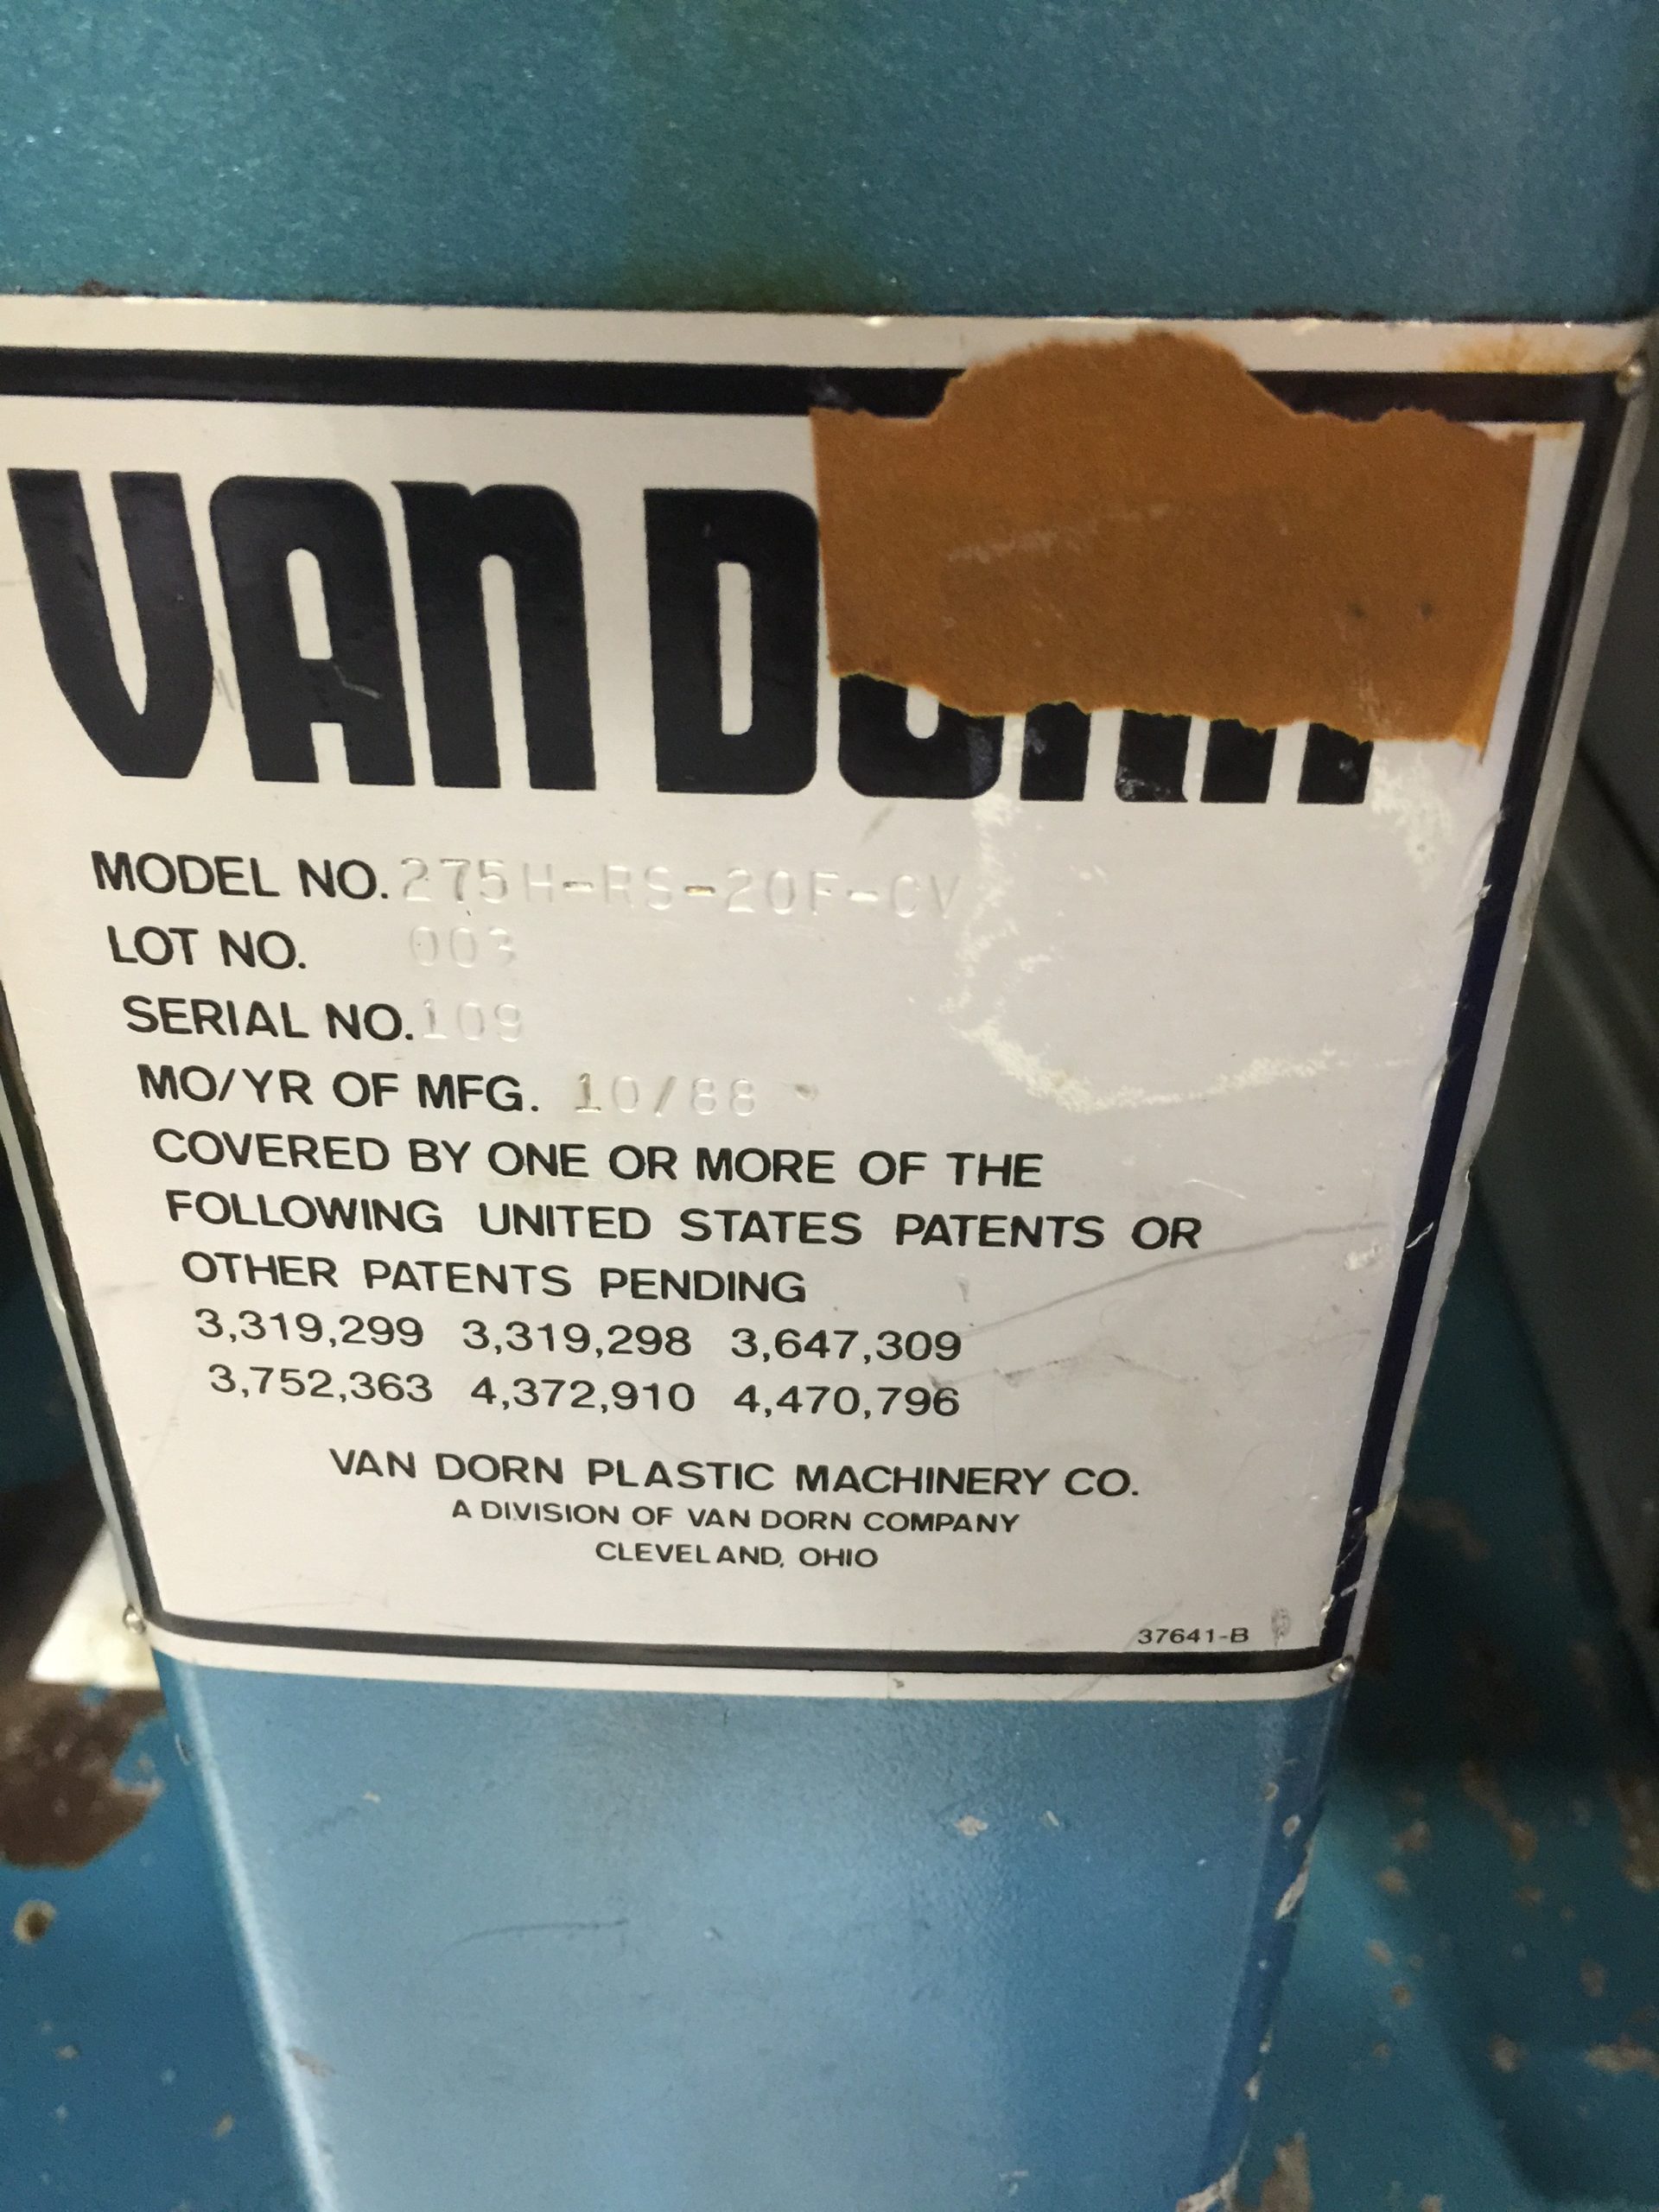 VAN DORN
MODEL NO. 275H-RS-20F-CV
LOT NO. 003
SERIAL NO. 109
MO/YR OF MFG. 10/88
COVERED BY ONE OR MORE OF THE
FOLLOWING UNITED STATES PATENTS OR
OTHER PATENTS PENDING
3,319,299 3,319,298 3,647,309
3,752,363 4,372,910 4,470,796
VAN DORN PLASTIC MACHINERY CO.
A DIVISION OF VAN DORN COMPANY
CLEVELAND, OHIO
37641-B